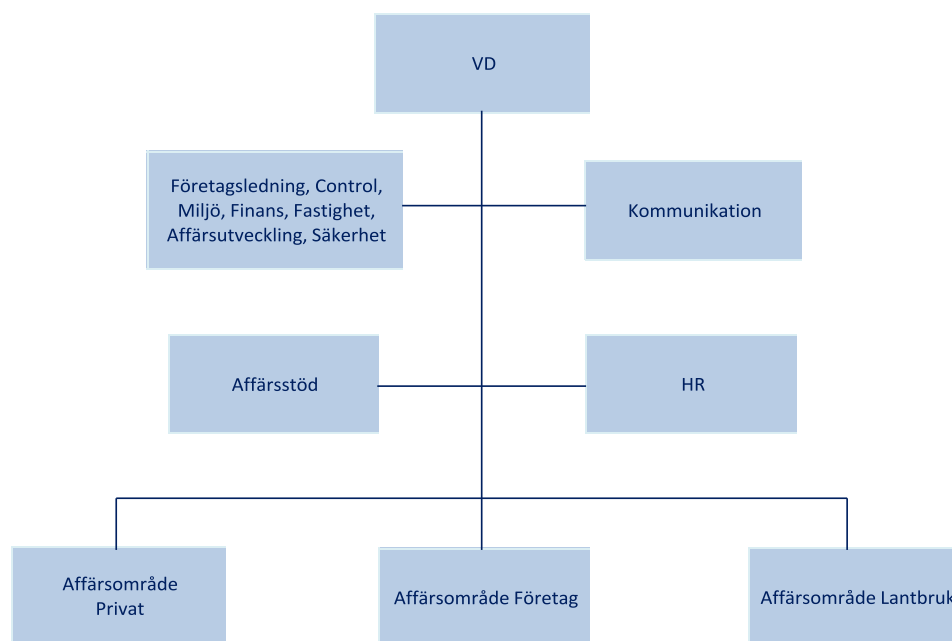 VD
Företagsledning, Control,
Miljö, Finans, Fastighet,
Affärsutveckling, Säkerhet
Kommunikation
Affärsstöd
HR
Affärsområde
Privat
Affärsområde Företag
Affärsområde Lantbruk